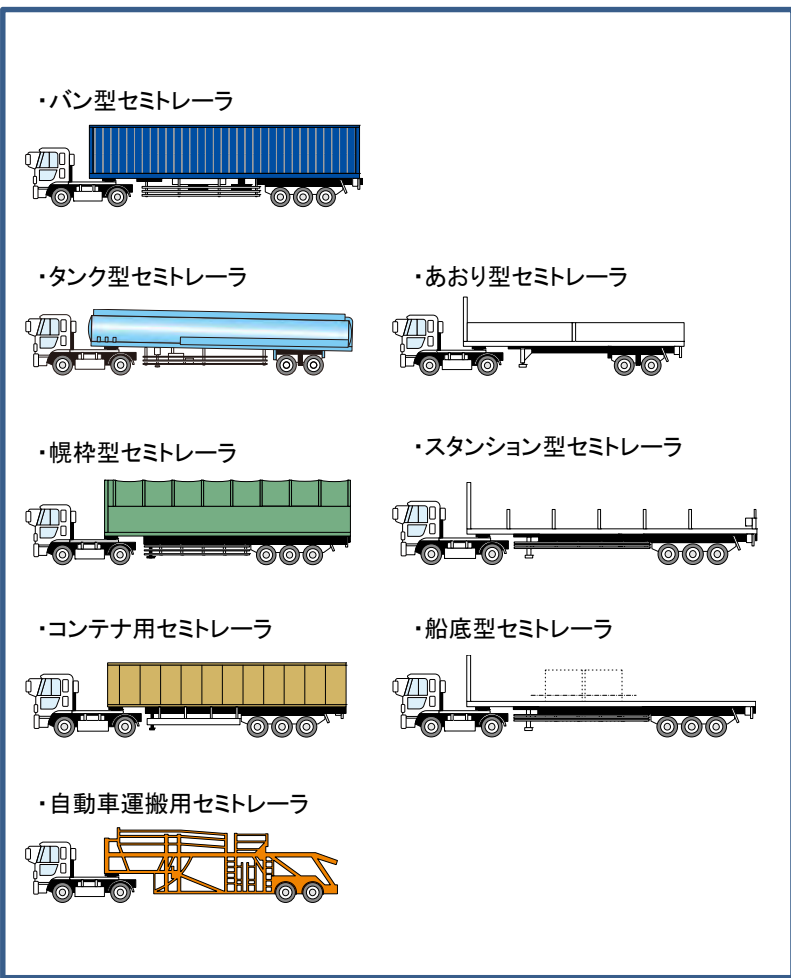 ・バン型セミトレーラ
・タンク型セミトレーラ
・あおり型セミトレーラ
・幌枠型セミトレーラ
・スタンション型セミトレーラ
・コンテナ用セミトレーラ
・船底型セミトレーラ
・自動車運搬用セミトレーラ